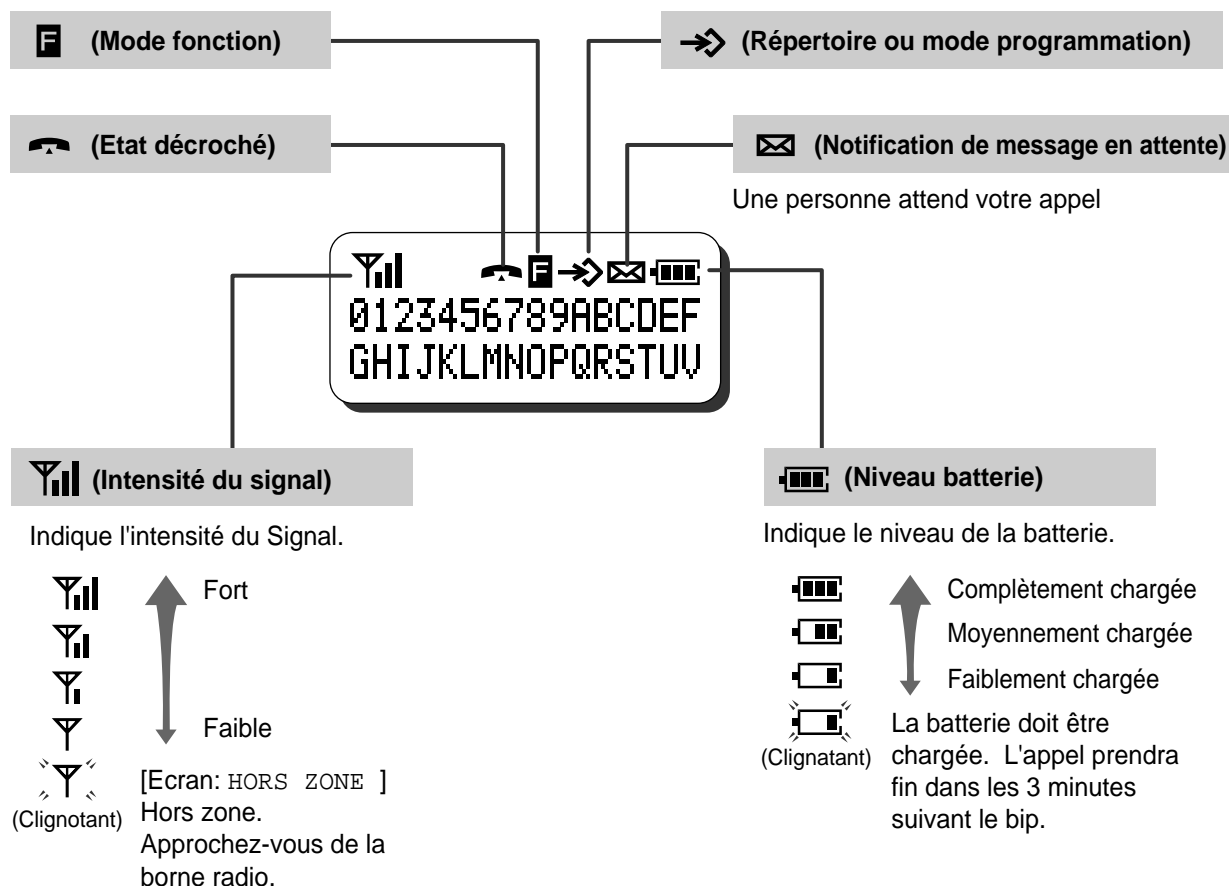 F (Mode fonction)
(Répertoire ou mode programmation)
(Etat décroché)
(Notification de message en attente)
Une personne attend votre appel
F
0123456789ABCDEF
GHIJKLMNOPQRSTUV
(Intensité du signal)
Indique l'intensité du Signal.
Fort
Faible
(Clignotant)
[Ecran: HORS ZONE ]
Hors zone.
Approchez-vous de la
borne radio.
(Niveau batterie)
Indique le niveau de la batterie.
Complètement chargée
Moyennement chargée
Faiblement chargée
(Clignatant)
La batterie doit être
chargée. L'appel prendra
fin dans les 3 minutes
suivant le bip.